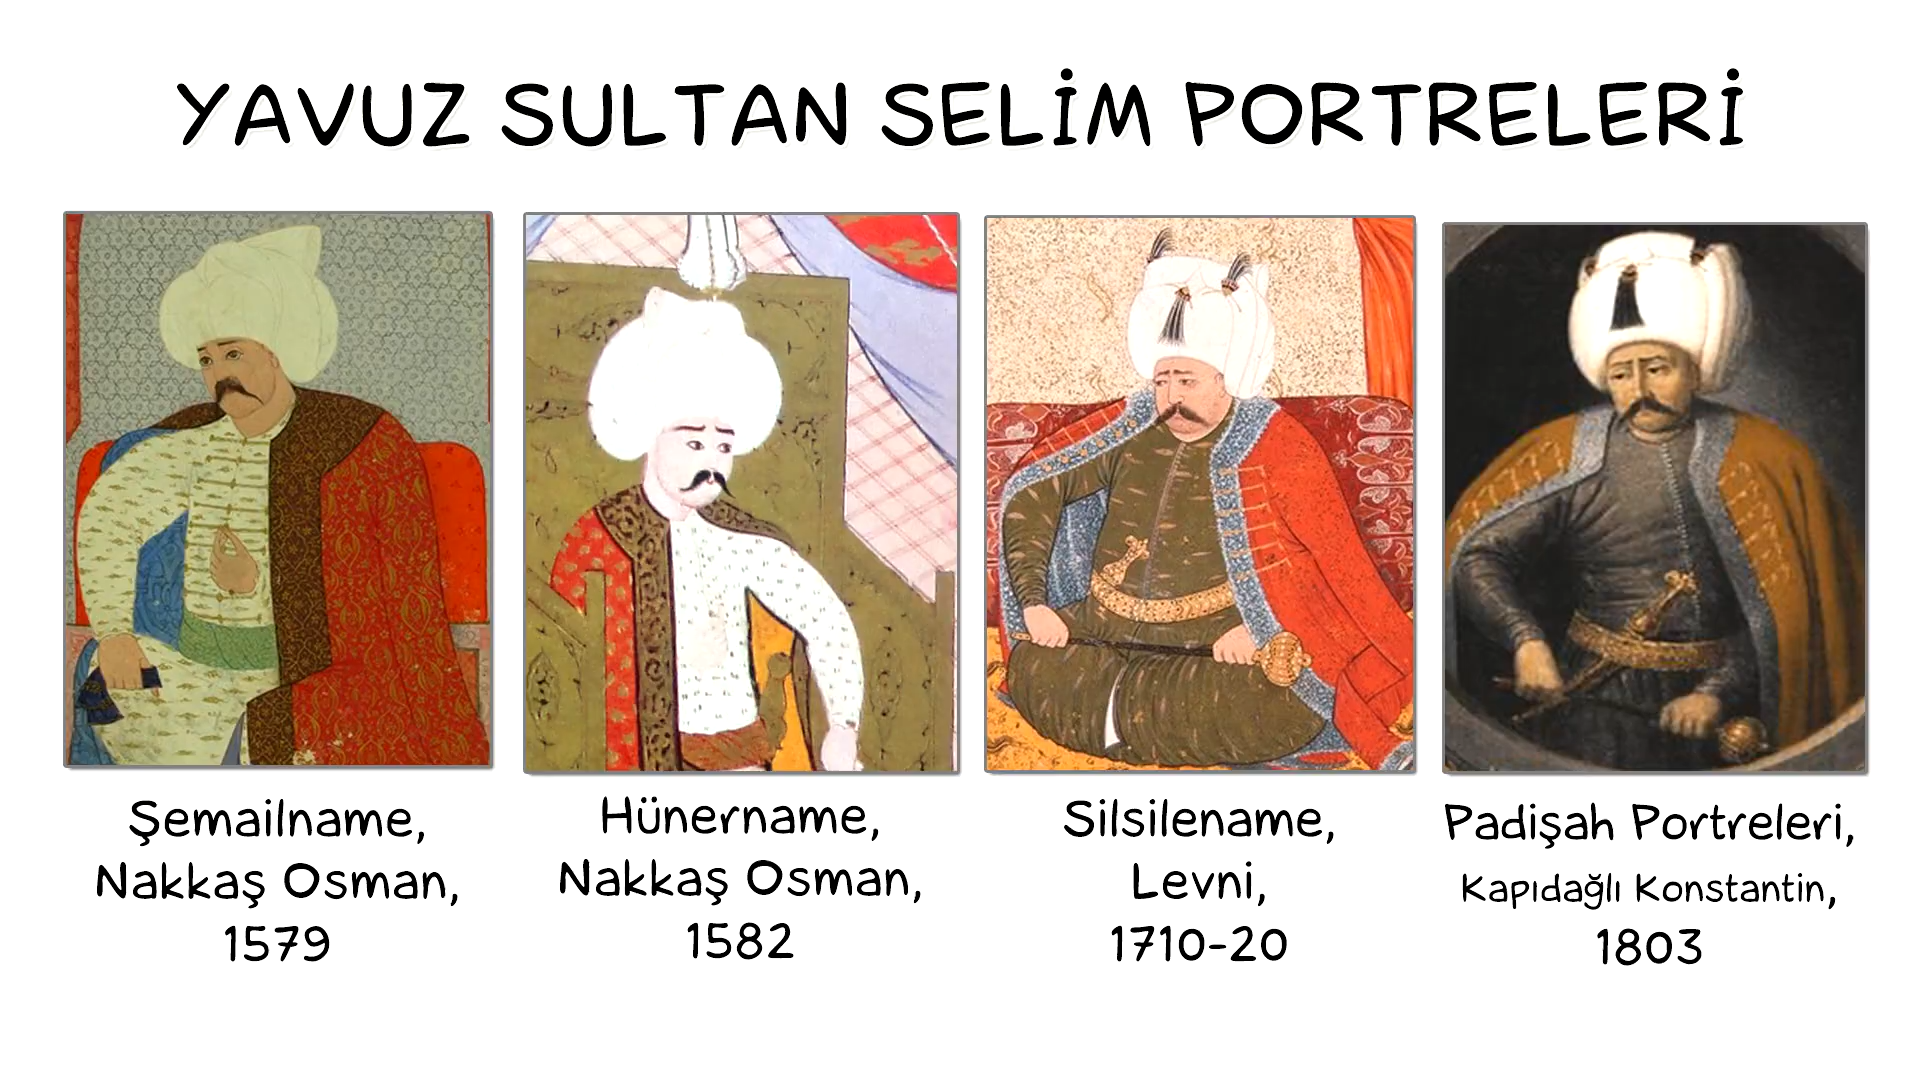 YAVUZ SULTAN SELİM PORTRELERİ
Şemailname,
Nakkaş Osman,
1579
Hünername,
Nakkaş Osman,
1582
Silsilename,
Levni,
1710-20
Padişah Portreleri,
Kapıdağlı Konstantin,
1803